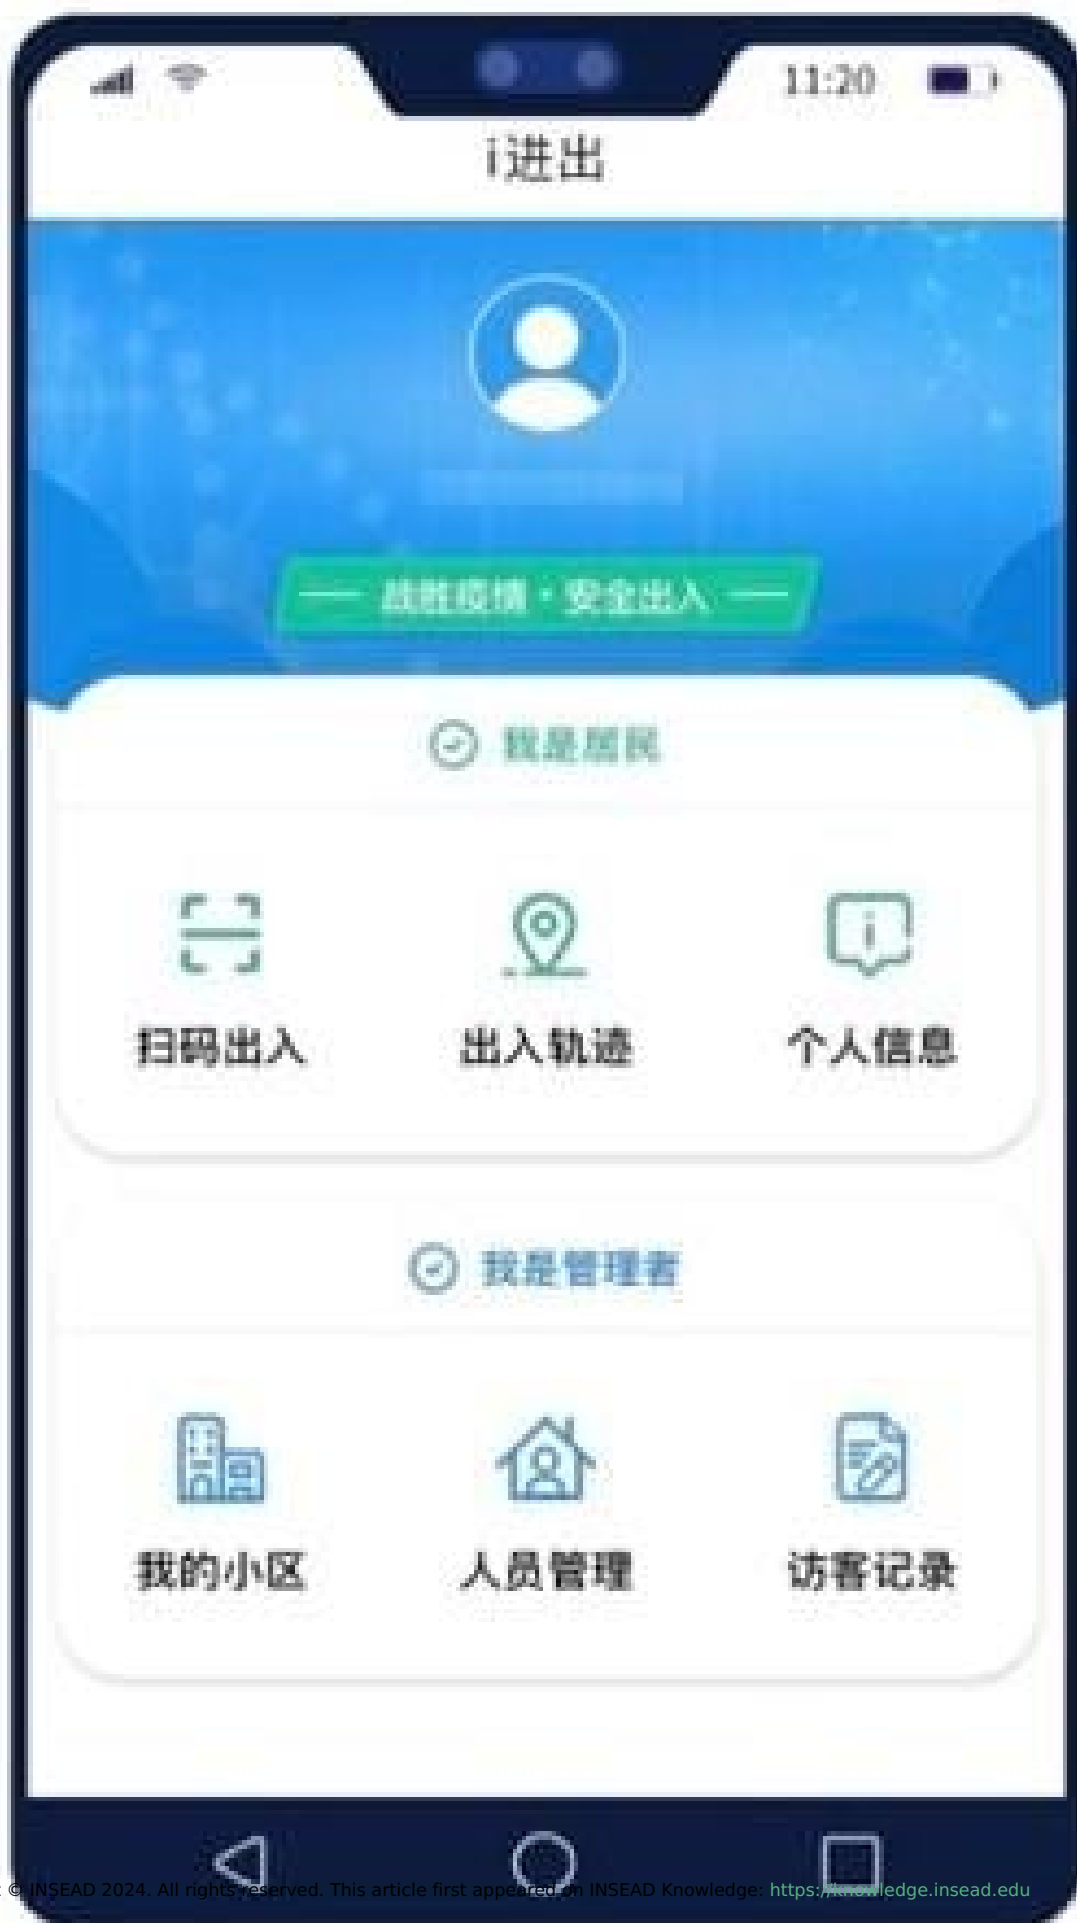 11:20
i进出
战胜疫情·安全出入
我是居民
扫码出入 出入轨迹 个人信息
我是管理者
我的小区 人员管理 访客记录
© INSEAD 2024. All rights reserved. This article first appeared on INSEAD Knowledge: https://knowledge.insead.edu